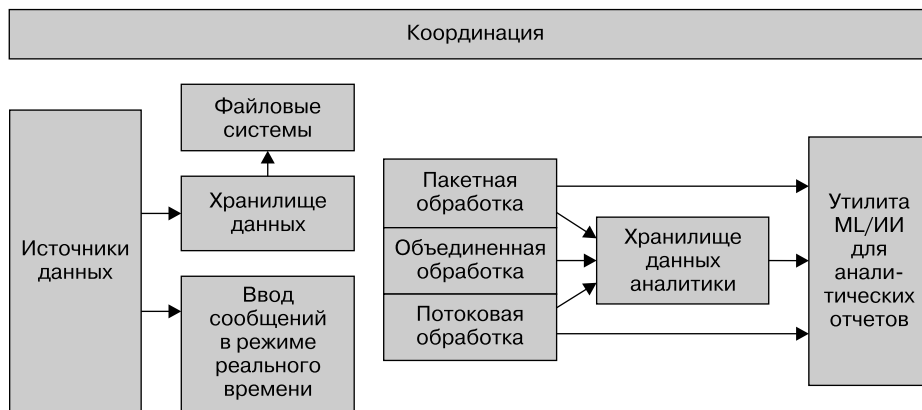 Координация
Источники
данных
Файловые
системы
Хранилище
данных
Ввод
сообщений
в режиме
реального
времени
Пакетная
обработка
Объединенная
обработка
Потоковая
обработка
Хранилище
данных
аналитики
Утилита
ML/ИИ
для
анали-
тических
отчетов